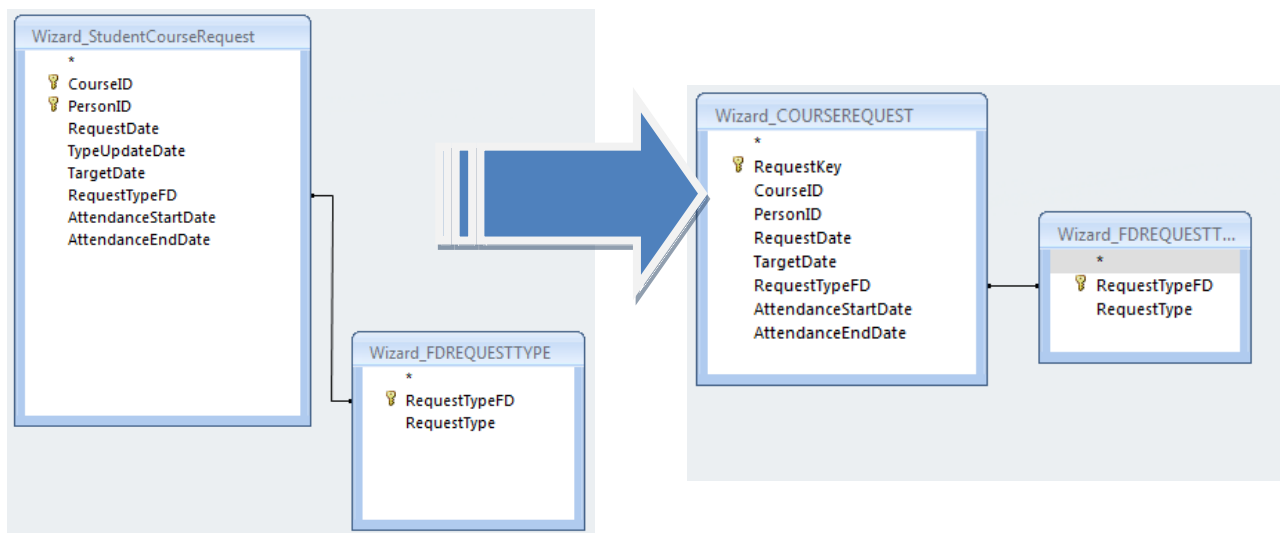 Wizard_StudentCourseRequest
*
CourseID
PersonID
RequestDate
TypeUpdateDate
TargetDate
RequestTypeFD
AttendanceStartDate
AttendanceEndDate
Wizard_FDREQUESTTYPE
*
RequestTypeFD
RequestType
Wizard_COURSEREQUEST
*
RequestKey
CourseID
PersonID
RequestDate
TargetDate
RequestTypeFD
AttendanceStartDate
AttendanceEndDate
Wizard_FDREQUESTT...
*
RequestTypeFD
RequestType